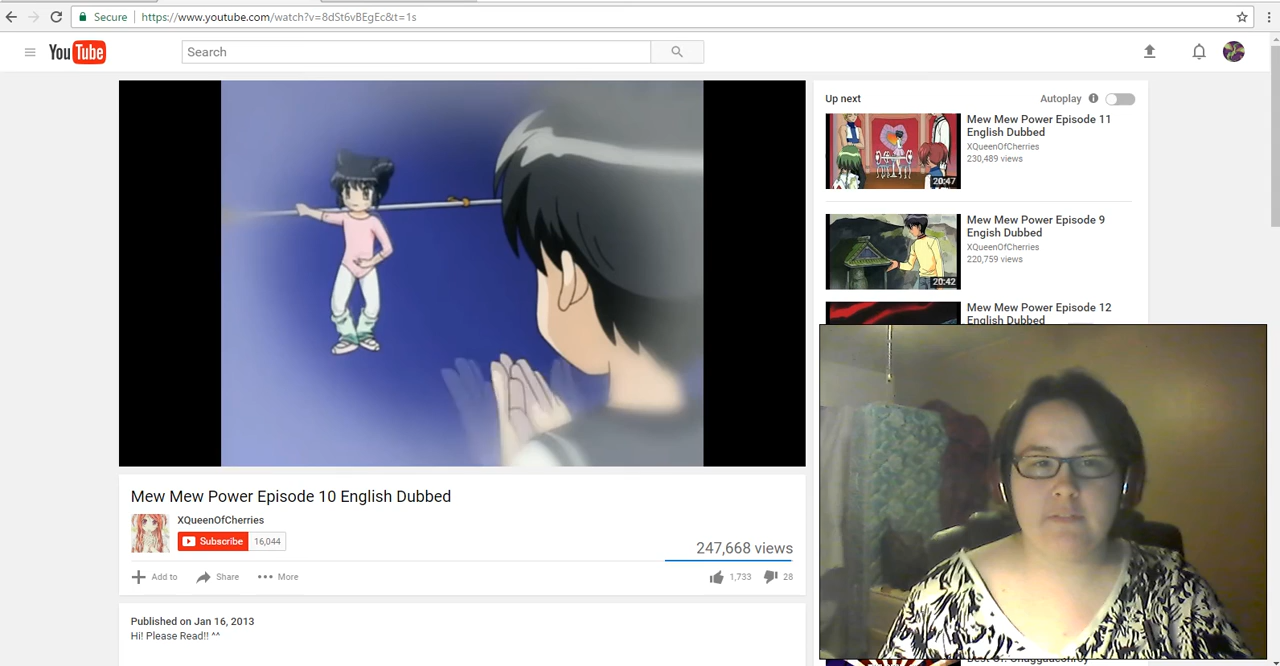 Secure https://www.youtube.com/watch?v=8dSt6vBEgEc&t=1s
YouTube
Search
Up next
Autoplay
Mew Mew Power Episode 11
English Dubbed
XQueenOfCherries
230,489 views
20:47
Mew Mew Power Episode 9
Engish Dubbed
XQueenOfCherries
220,759 views
20:42
Mew Mew Power Episode 12
English Dubbed
Mew Mew Power Episode 10 English Dubbed
XQueenOfCherries
Subscribe 16,044
247,668 views
Add to
Share
More
1,733
28
Published on Jan 16, 2013
Hi! Please Read!! ^^